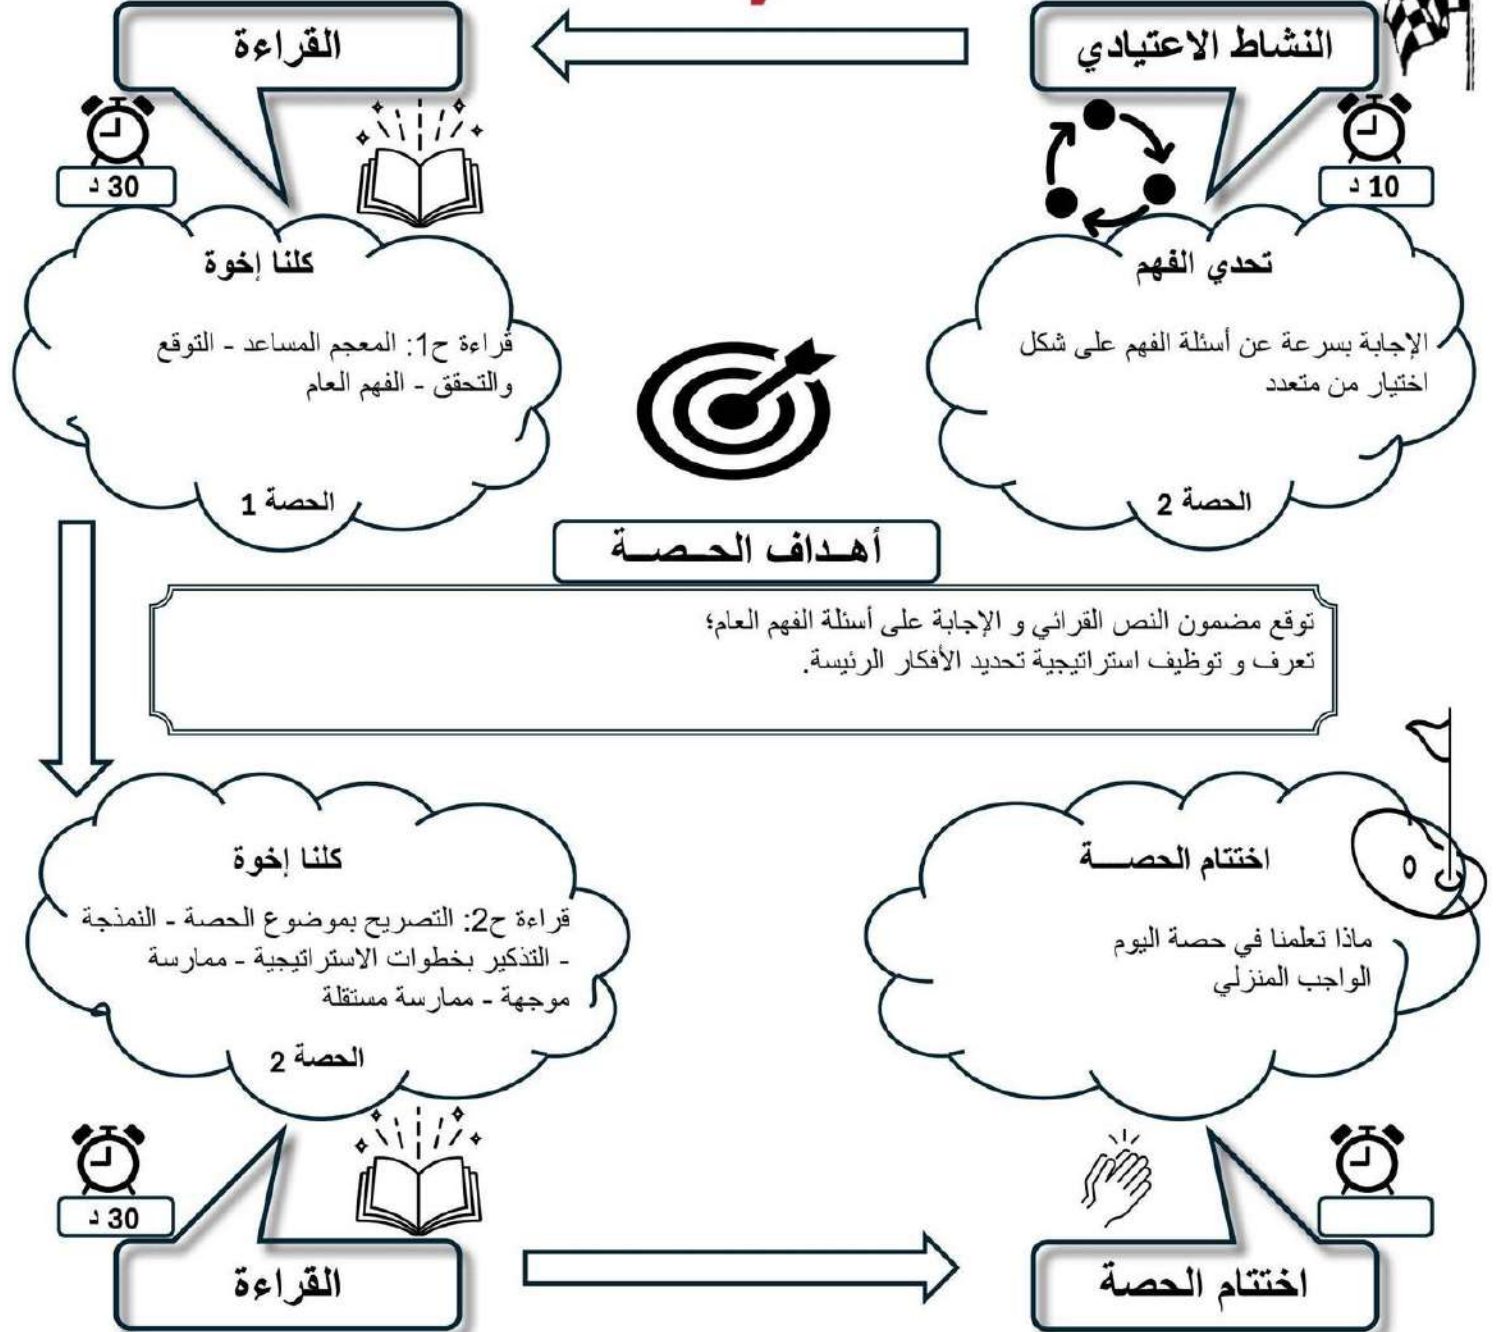 النشاط الاعتيادي
10 د
تحدي الفهم
الإجابة بسرعة عن أسئلة الفهم على شكل
اختيار من متعدد
الحصة 2
القراءة
30 د
كلنا إخوة
قراءة ح1: المعجم المساعد - التوقع
والتحقق - الفهم العام
الحصة 1
أهـداف الحــصــة
توقع مضمون النص القرائي و الإجابة على أسئلة الفهم العام؛
تعرف و توظيف استراتيجية تحديد الأفكار الرئيسة.
كلنا إخوة
قراءة ح2: التصريح بموضوع الحصة - النمذجة
- التذكير بخطوات الاستراتيجية - ممارسة
موجهة - ممارسة مستقلة
الحصة 2
30 د
القراءة
اختتام الحصــــة
ماذا تعلمنا في حصة اليوم
الواجب المنزلي
اختتام الحصة